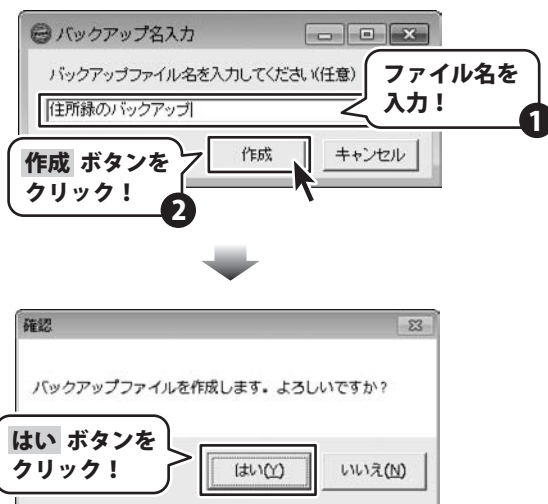 バックアップ名入力
バックアップファイル名を入力してください(任意)
住所録のバックアップ
ファイル名を
入力！
1
作成 ボタンを
クリック！
2
作成
キャンセル
確認
バックアップファイルを作成します。よろしいですか？
はい ボタンを
クリック！
はい(Y)
いいえ(N)